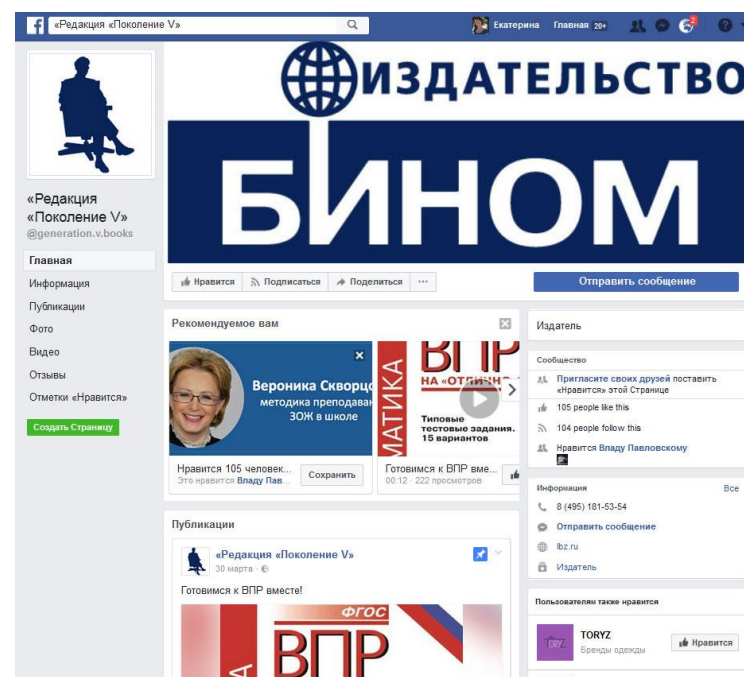 «Редакция «Поколение V»
Екатерина Главная 20+
2
ИЗДАТЕЛЬСТВО
БИНОМ
«Редакция
«Поколение V»
@generation.v.books
Главная
Информация
Публикации
Фото
Видео
Отзывы
Отметки «Нравится»
Создать Страницу
Нравится Подписаться Поделиться ...
Отправить сообщение
Рекомендуемое вам
Вероника Скворцо
методика преподаван
ЗОЖ в школе
Нравится 105 человек...
Это нравится Владу Пав...
Сохранить
МАТИКА
ВПР
НА «ОТЛИЧНО»
Типовые
тестовые задания.
15 вариантов
Готовимся к ВПР вме...
00:12 · 222 просмотров
Публикации
«Редакция «Поколение V»
30 марта ·
Готовимся к ВПР вместе!
ФГОС
ВПР
Издатель
Сообщество
Пригласите своих друзей поставить
«Нравится» этой Странице
105 people like this
104 people follow this
Нравится Владу Павловскому
Информация Все
8 (495) 181-53-54
Отправить сообщение
lbz.ru
Издатель
Пользователям также нравится
TORYZ
Бренды одежды
Нравится